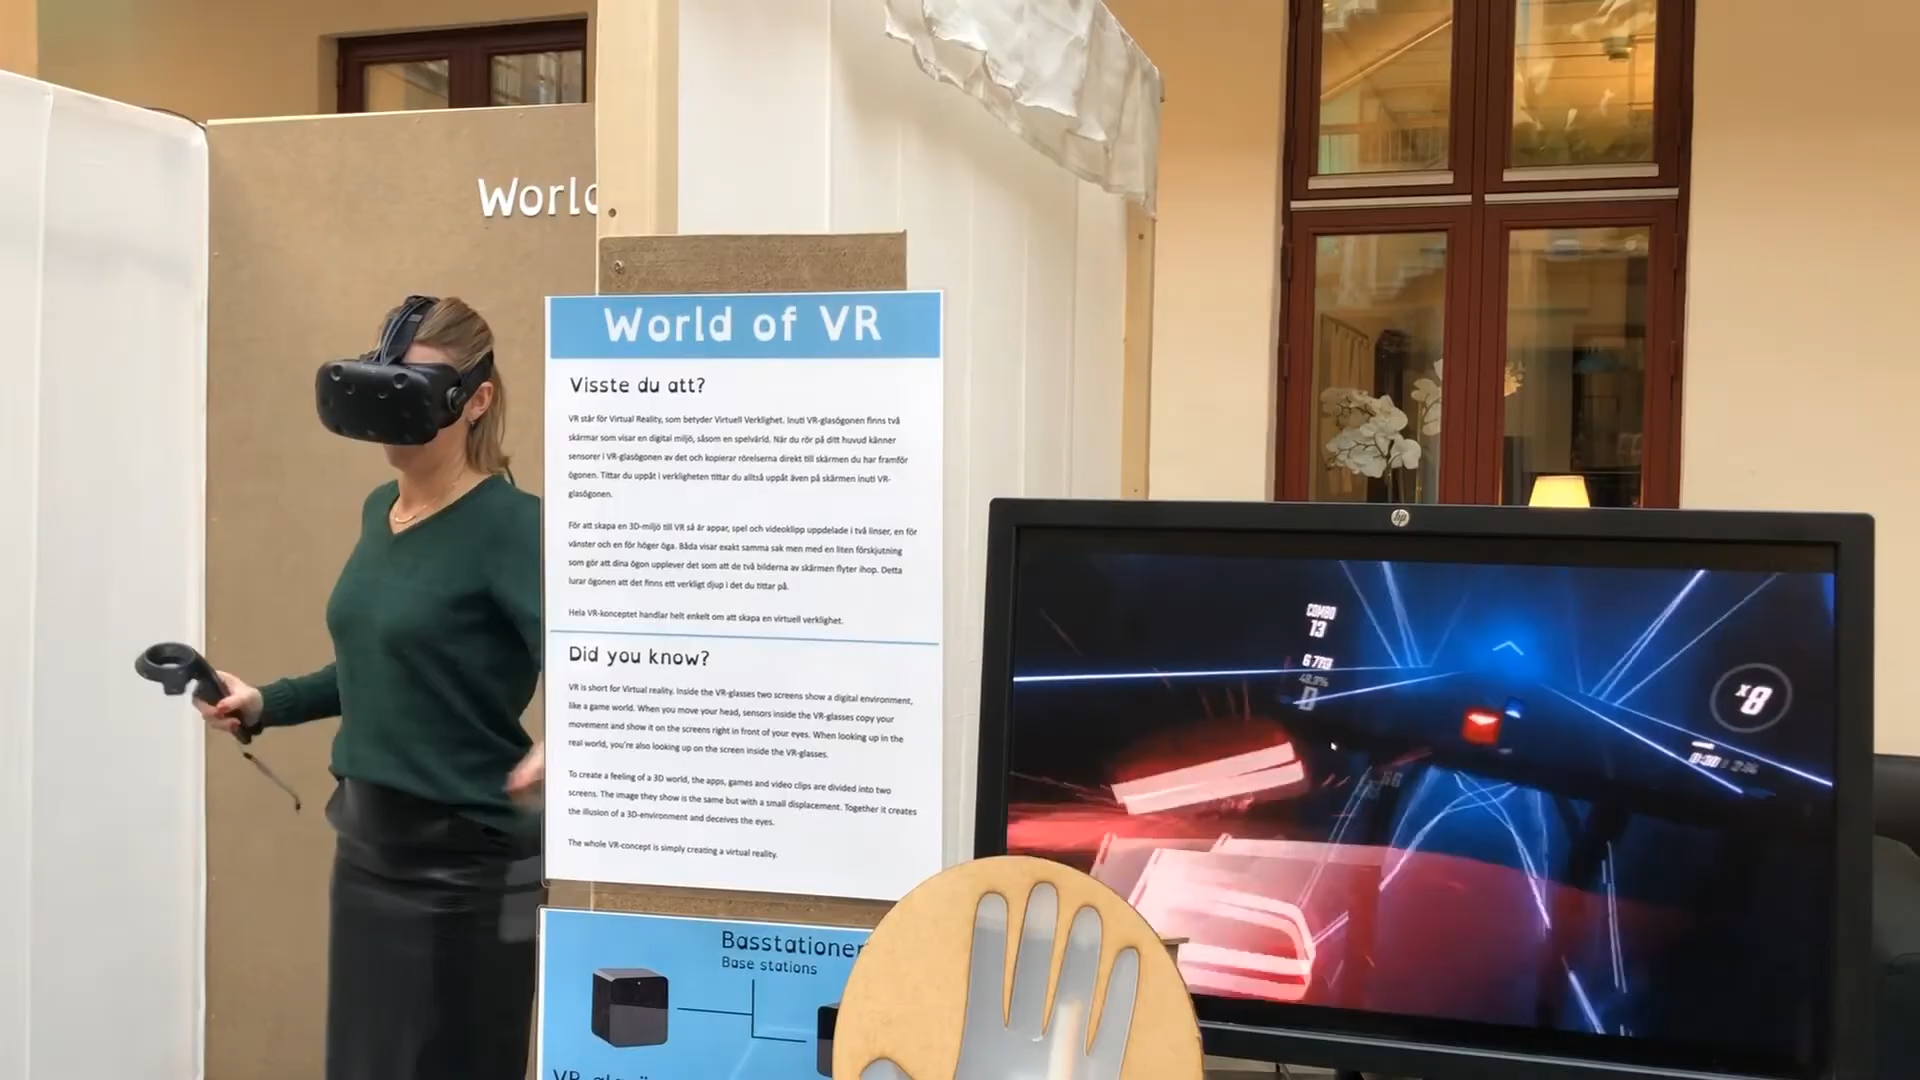 World
World of VR
Visste du att?
VR står för Virtual Reality, som betyder Virtuell Verklighet. Inuti VR-glasögonen finns två
skärmar som visar en digital miljö, såsom en spelvärld. När du rör på ditt huvud känner
sensorer i VR-glasögonen av det och kopierar rörelserna direkt till skärmen du har framför
ögonen. Tittar du uppåt i verkligheten tittar du alltså uppåt även på skärmen inuti VR-
glasögonen.
För att skapa en 3D-miljö till VR så är appar, spel och videoklipp uppdelade i två linser, en för
vänster och en för höger öga. Båda visar exakt samma sak men med en liten förskjutning
som gör att dina ögon upplever det som att de två bilderna av skärmen flyter ihop. Detta
lurar ögonen att det finns ett verkligt djup i det du tittar på.
Hela VR-konceptet handlar helt enkelt om att skapa en virtuell verklighet.
Did you know?
VR is short for Virtual reality. Inside the VR-glasses two screens show a digital environment,
like a game world. When you move your head, sensors inside the VR-glasses copy your
movement and show it on the screens right in front of your eyes. When looking up in the
real world, you're also looking up on the screen inside the VR-glasses.
To create a feeling of a 3D world, the apps, games and video clips are divided into two
screens. The image they show is the same but with a small displacement. Together it creates
the illusion of a 3D-environment and deceives the eyes.
The whole VR-concept is simply creating a virtual reality.
Basstationer
Base stations
hp
COMBO
13
x8